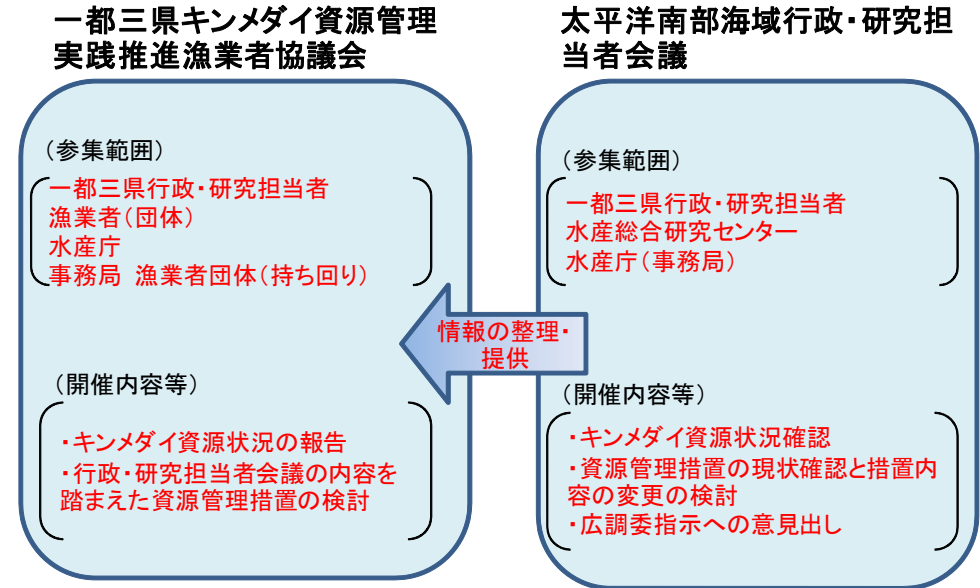 一都三県キンメダイ資源管理
実践推進漁業者協議会
（参集範囲）
一都三県行政・研究担当者
漁業者（団体）
水産庁
事務局 漁業者団体（持ち回り）
（開催内容等）
・キンメダイ資源状況の報告
・行政・研究担当者会議の内容を
踏まえた資源管理措置の検討
情報の整理・
提供
太平洋南部海域行政・研究担
当者会議
（参集範囲）
一都三県行政・研究担当者
水産総合研究センター
水産庁（事務局）
（開催内容等）
・キンメダイ資源状況確認
・資源管理措置の現状確認と措置内
容の変更の検討
・広調委指示への意見出し